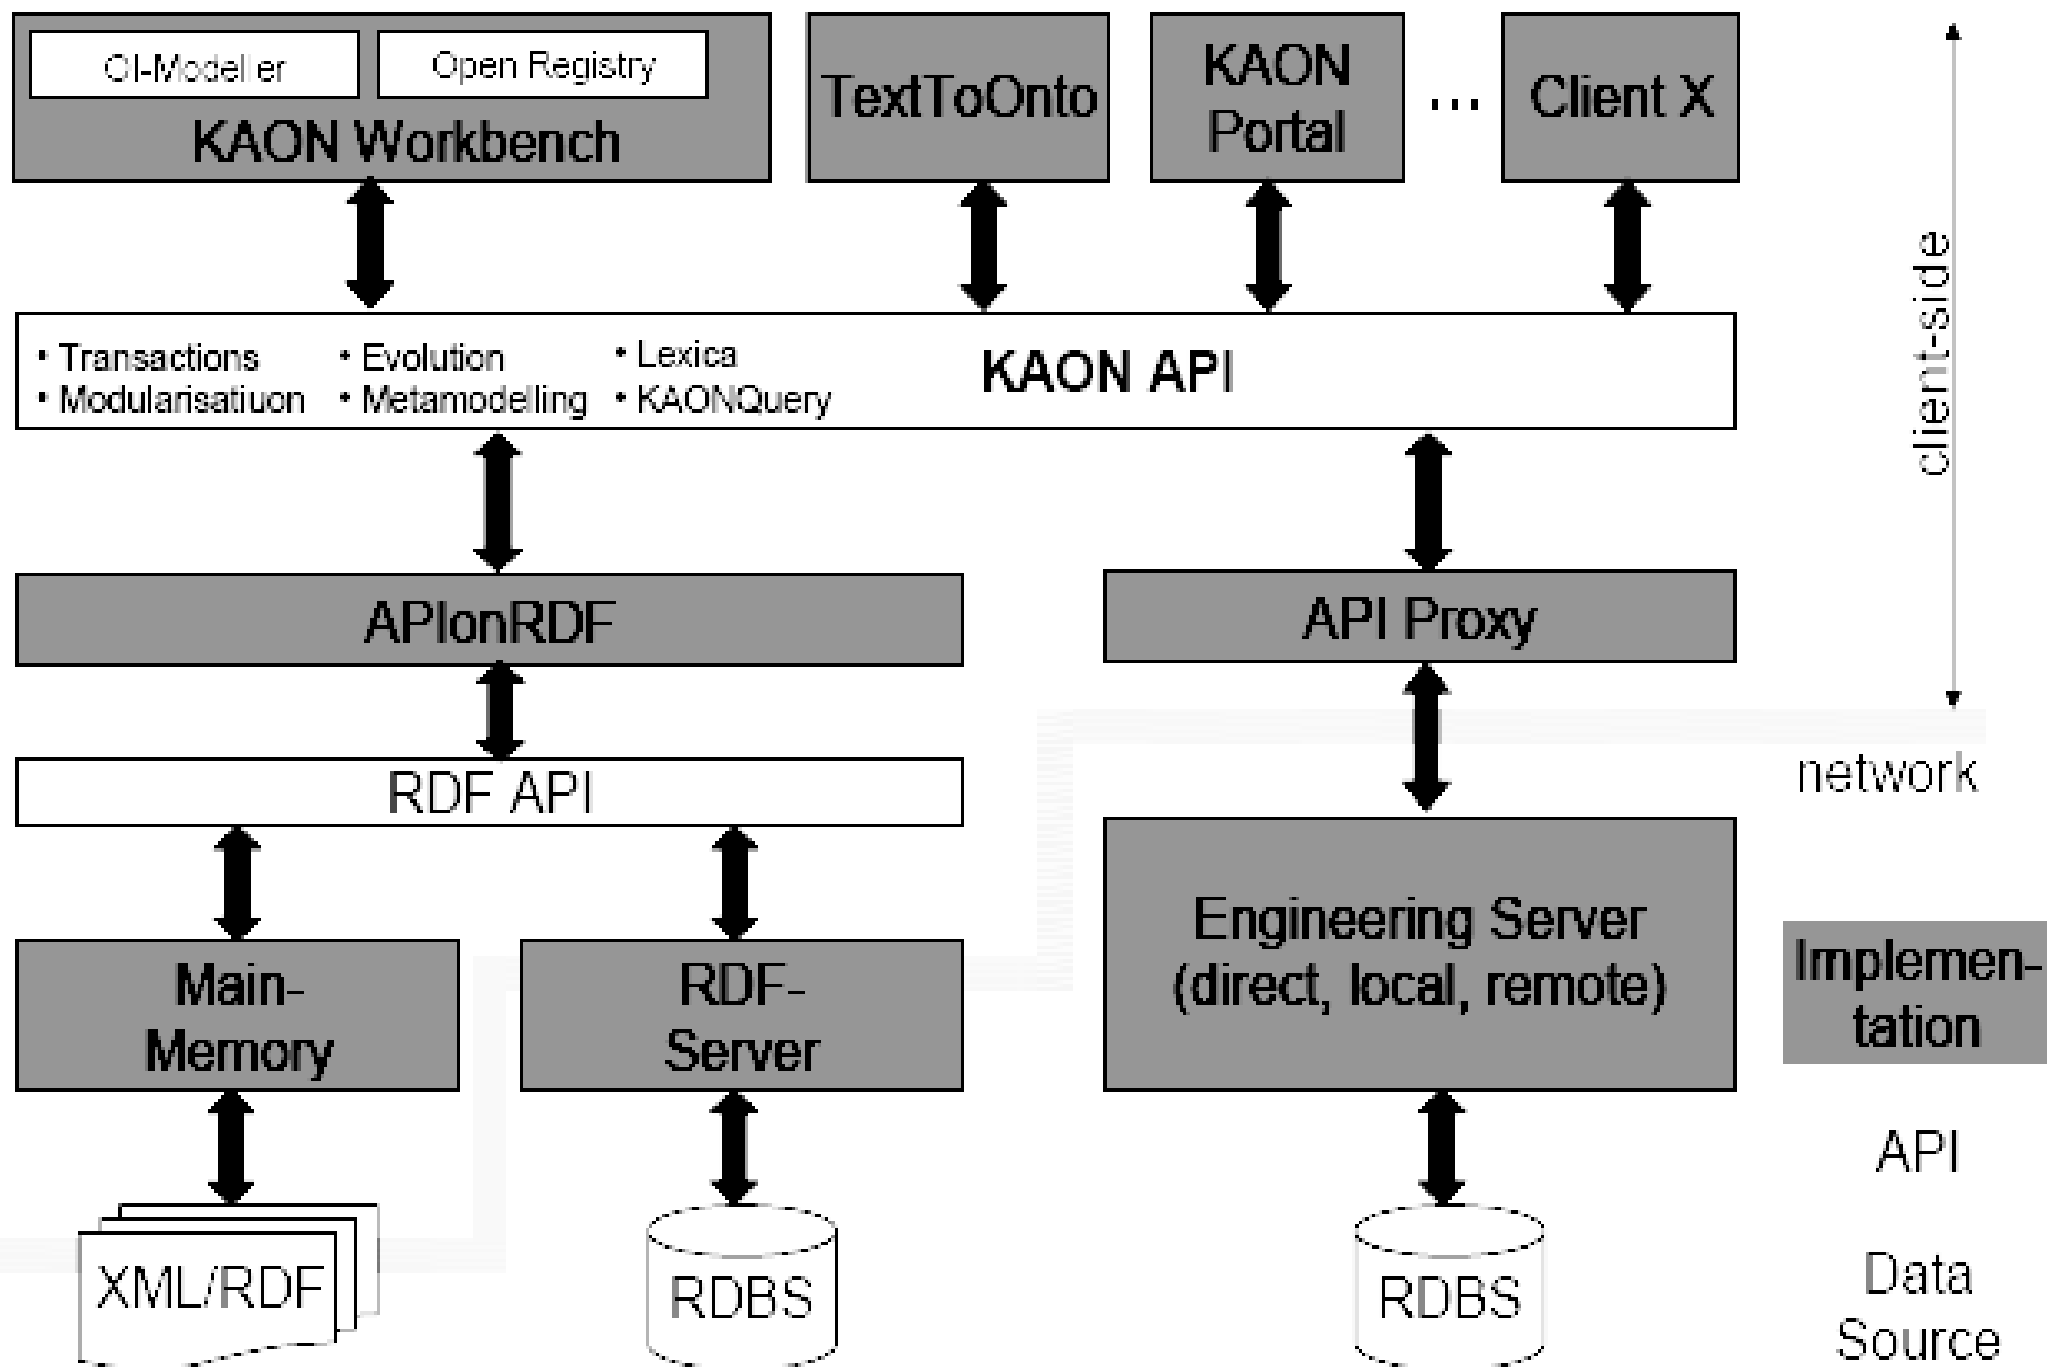 OI-Modeller
Open Registry
KAON Workbench
TextToOnto
KAON
Portal
...
Client X
client-side
• Transactions
• Evolution
• Lexica
• Modularisatiuon
• Metamodelling
• KAONQuery
KAON API
APIonRDF
API Proxy
RDF API
network
Main-
Memory
RDF-
Server
Engineering Server
(direct, local, remote)
Implemen-
tation
API
XML/RDF
RDBS
RDBS
Data
Source